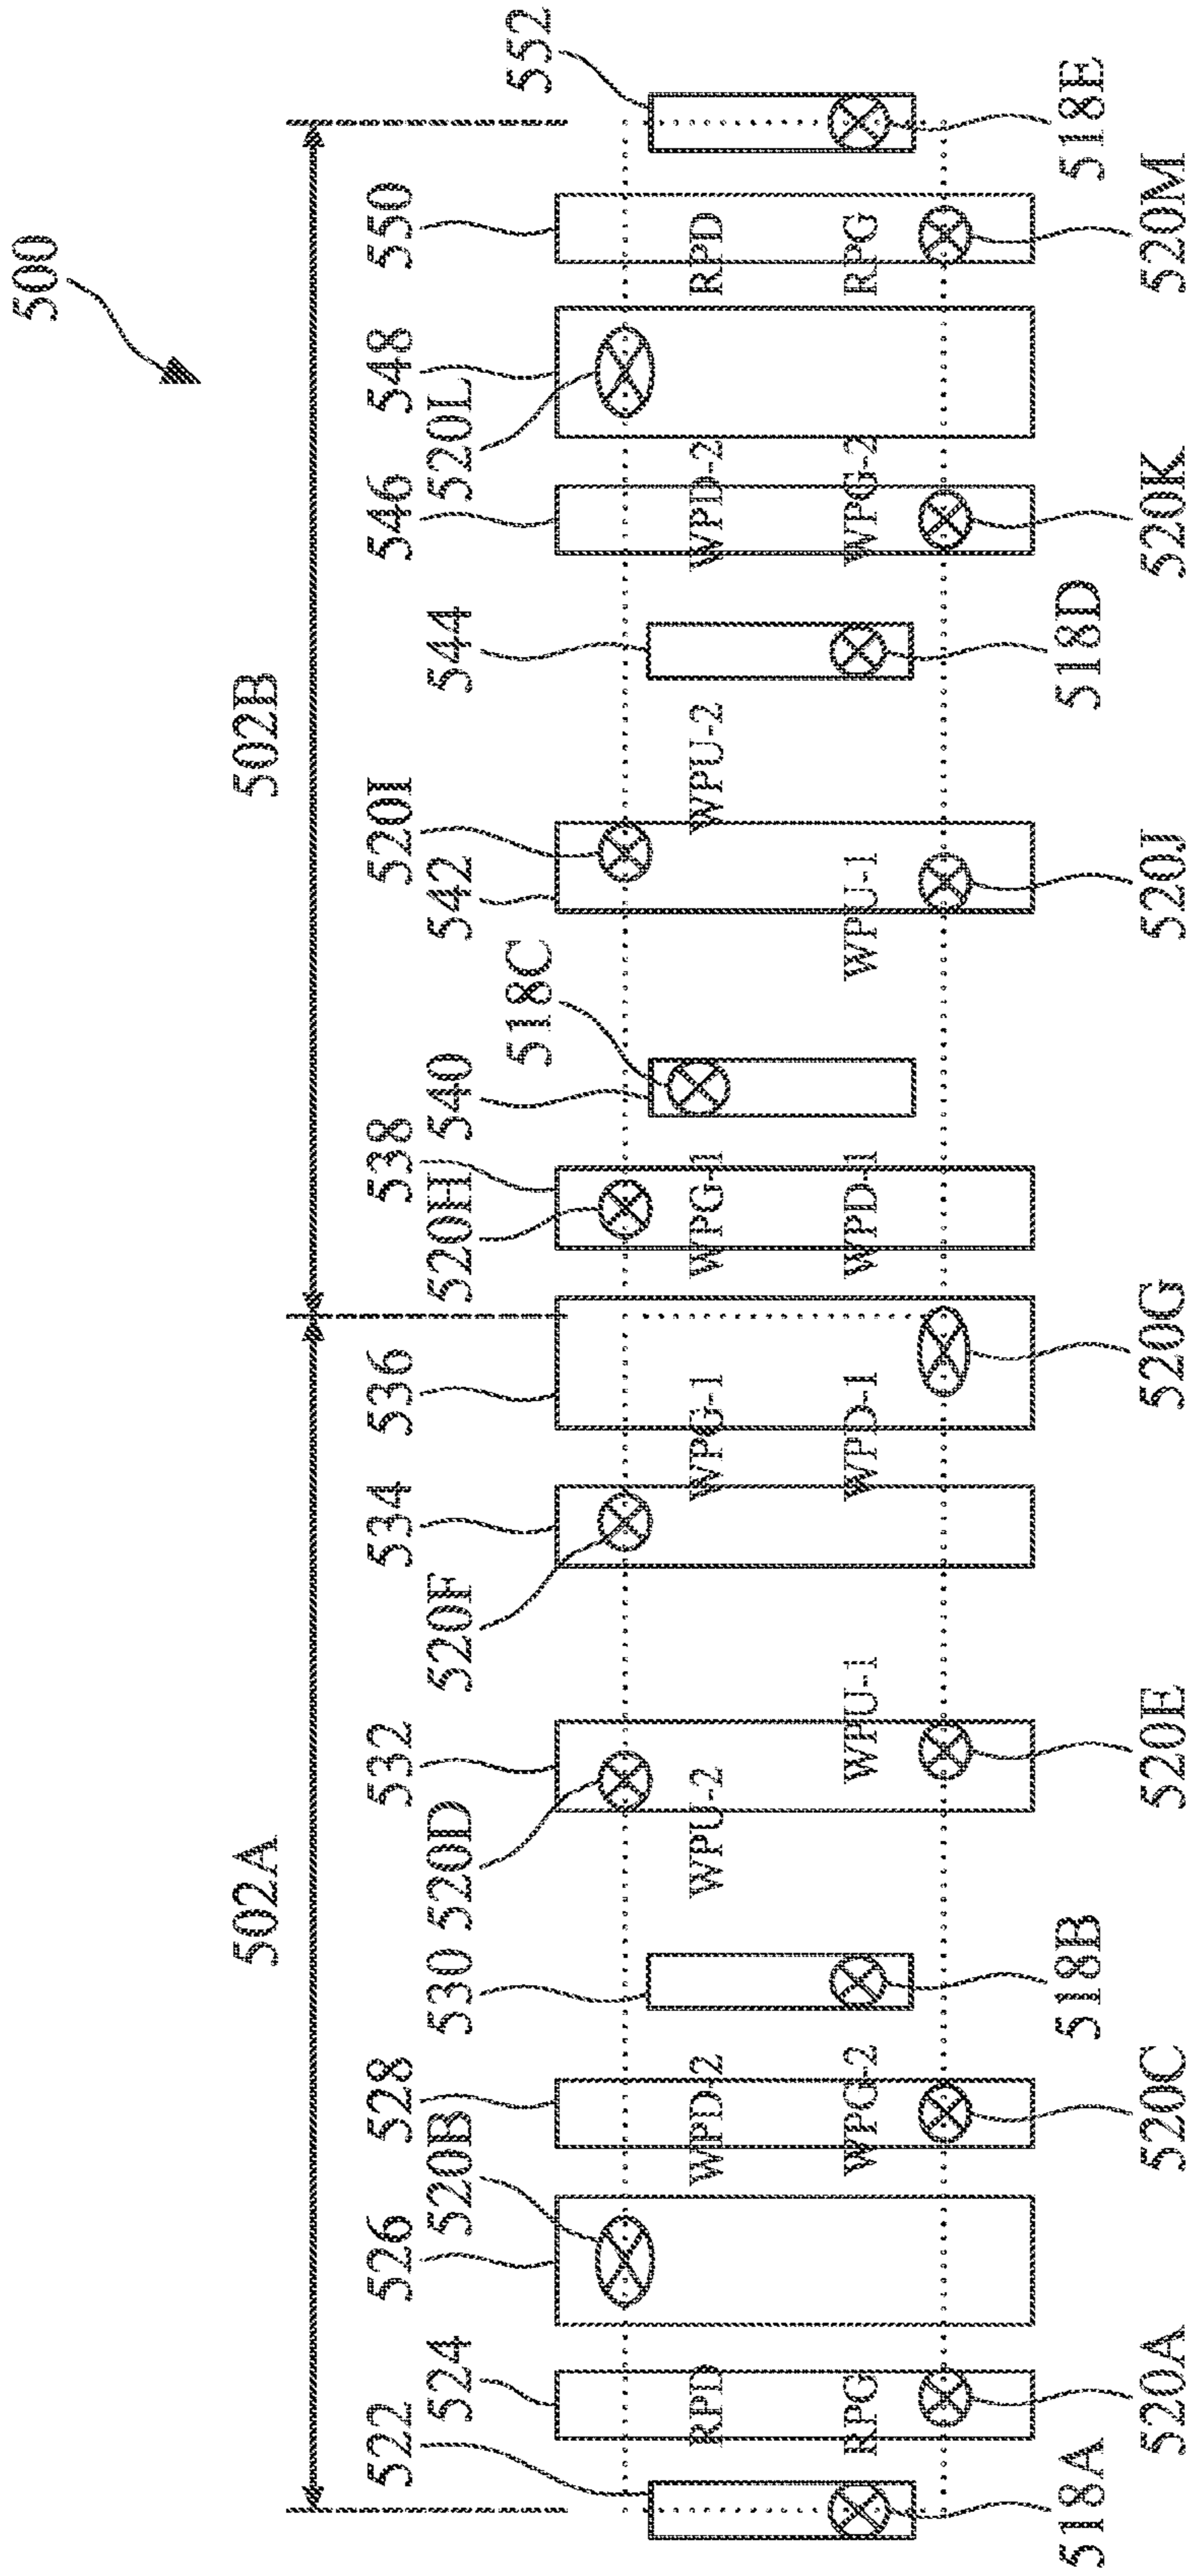 500
502A
502B
522
524
526
520B
528
530
520D
532
520F
534
536
520H
538
540
518C
542
520I
544
546
520L
548
550
552
RPD
WPD-2
WPU-2
WPG-1
WPG-1
WPU-2
WPD-2
RPD
RPG
WPG-2
WPU-1
WPD-1
WPD-1
WPU-1
WPG-2
RPG
518A
520A
520C
518B
520E
520G
520J
518D
520K
520M
518E